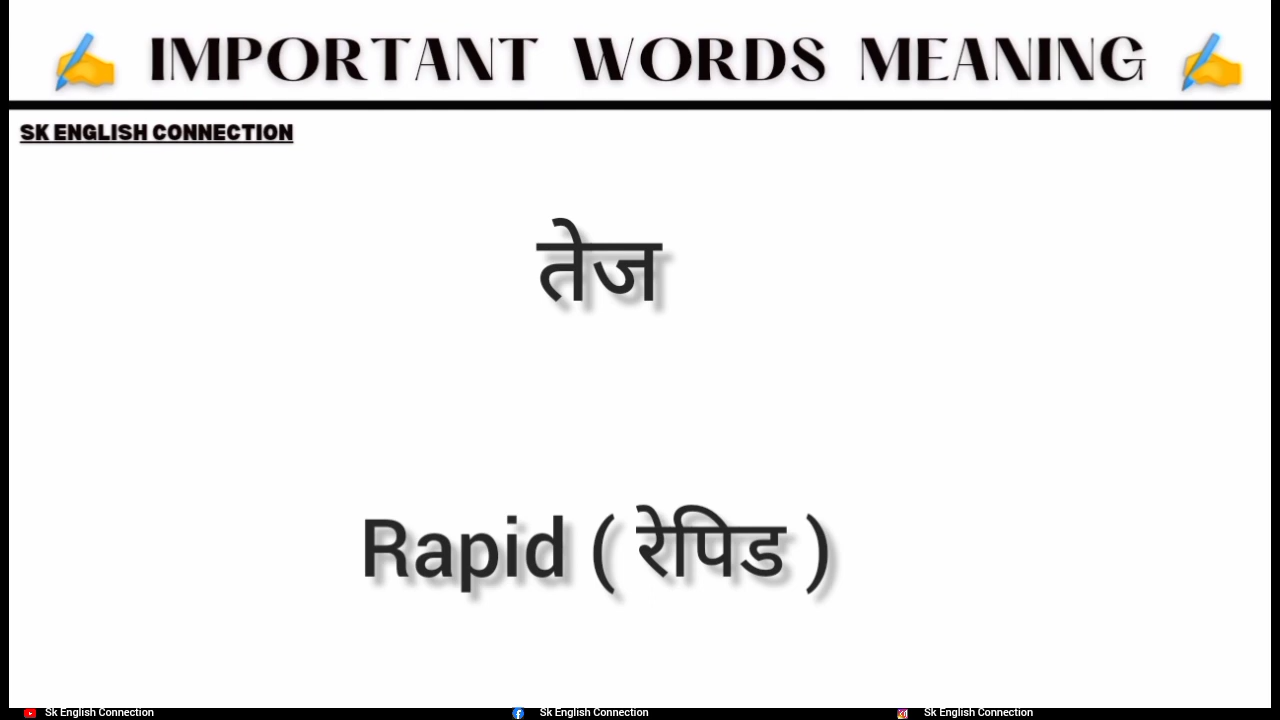 ✍️ IMPORTANT WORDS MEANING ✍️
SK ENGLISH CONNECTION
तेज
Rapid ( रेपिड )
Sk English Connection Sk English Connection Sk English Connection